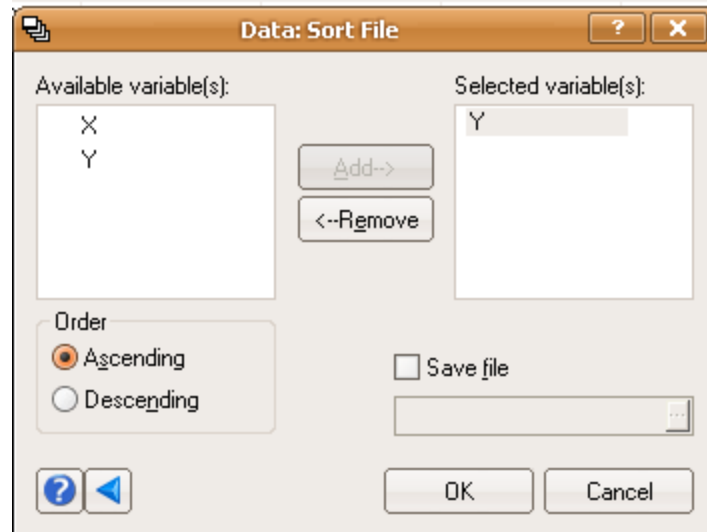 Data: Sort File
?
X
Available variable(s):
Selected variable(s):
X
Y
Y
Add-->
<--Remove
Order
Ascending
Descending
Save file
...
?
OK
Cancel